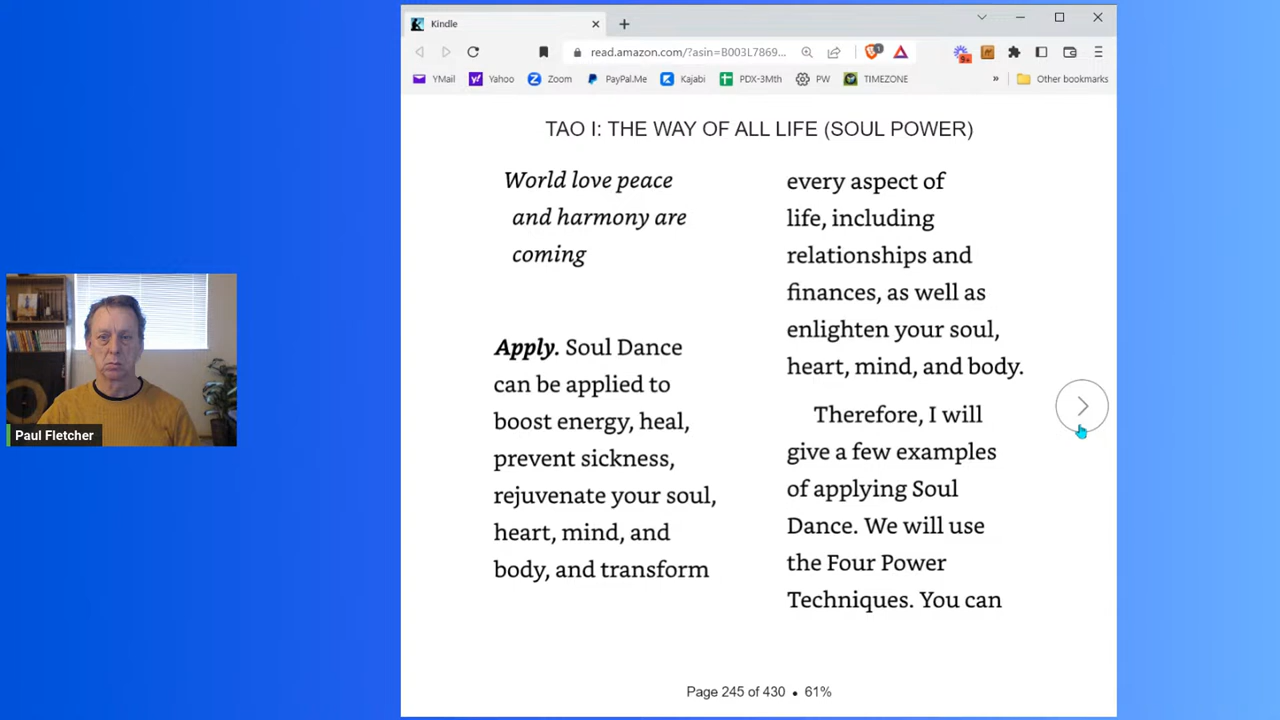 Kindle
read.amazon.com/?asin=B003L7869...
1
9+
YMail
Yahoo
Zoom
PayPal.Me
Kajabi
PDX-3Mth
PW
TIMEZONE
»
Other bookmarks
TAO I: THE WAY OF ALL LIFE (SOUL POWER)
World love peace
and harmony are
coming
Apply. Soul Dance
can be applied to
boost energy, heal,
prevent sickness,
rejuvenate your soul,
heart, mind, and
body, and transform
every aspect of
life, including
relationships and
finances, as well as
enlighten your soul,
heart, mind, and body.
Therefore, I will
give a few examples
of applying Soul
Dance. We will use
the Four Power
Techniques. You can
Page 245 of 430 • 61%
Paul Fletcher